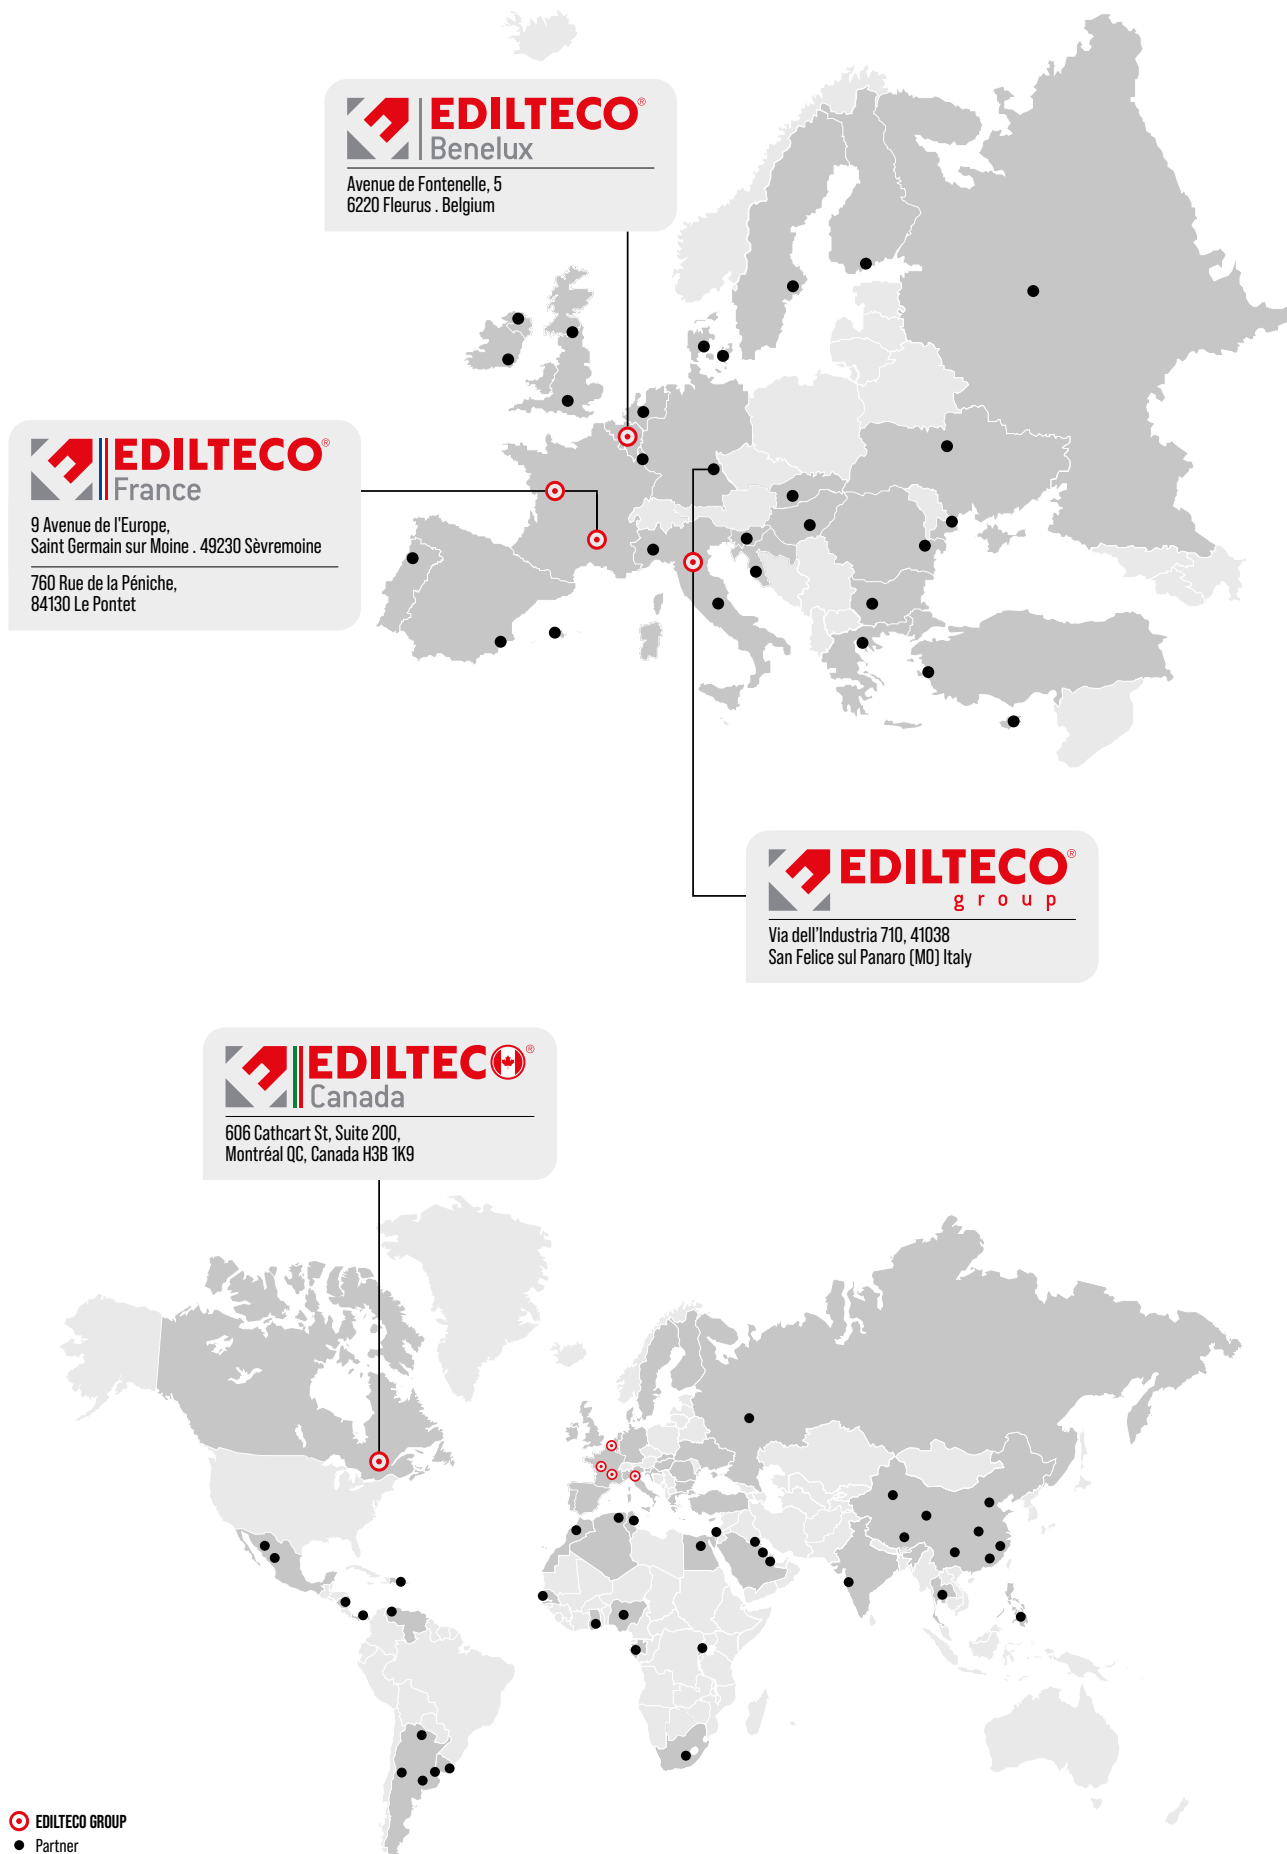 EDILTECO®
Benelux
Avenue de Fontenelle, 5
6220 Fleurus . Belgium
EDILTECO®
France
9 Avenue de l'Europe,
Saint Germain sur Moine . 49230 Sèvremoine
760 Rue de la Péniche,
84130 Le Pontet
EDILTECO®
group
Via dell'Industria 710, 41038
San Felice sul Panaro (MO) Italy
EDILTECO®
Canada
606 Cathcart St, Suite 200,
Montréal QC, Canada H3B 1K9
EDILTECO GROUP
Partner